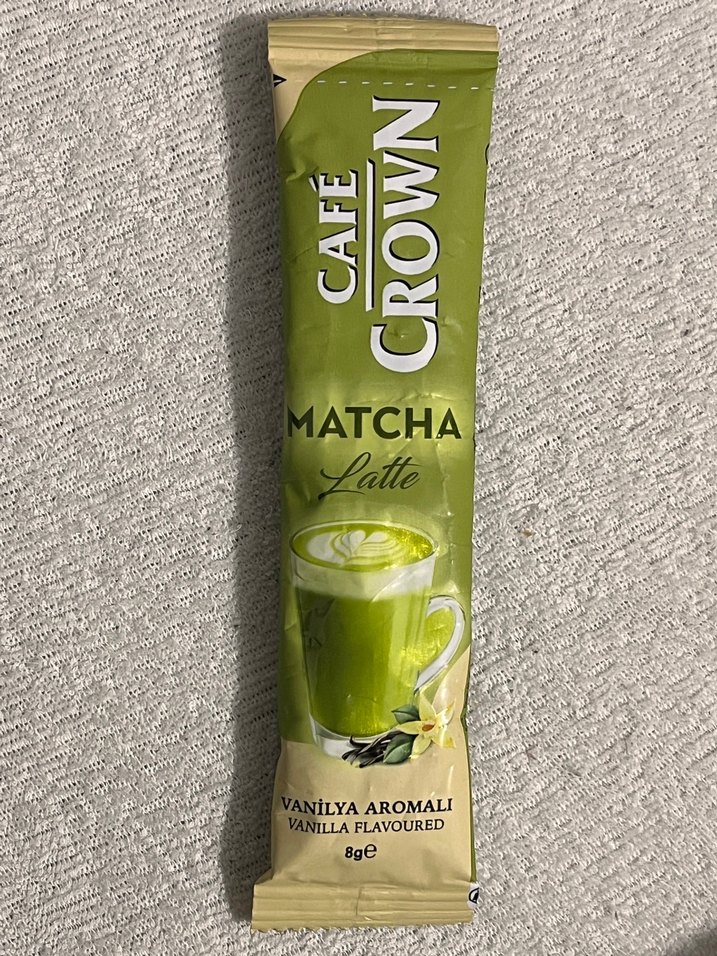 CAFÉ
CROWN
MATCHA
Latte
VANİLYA AROMALI
VANILLA FLAVOURED
8g℮